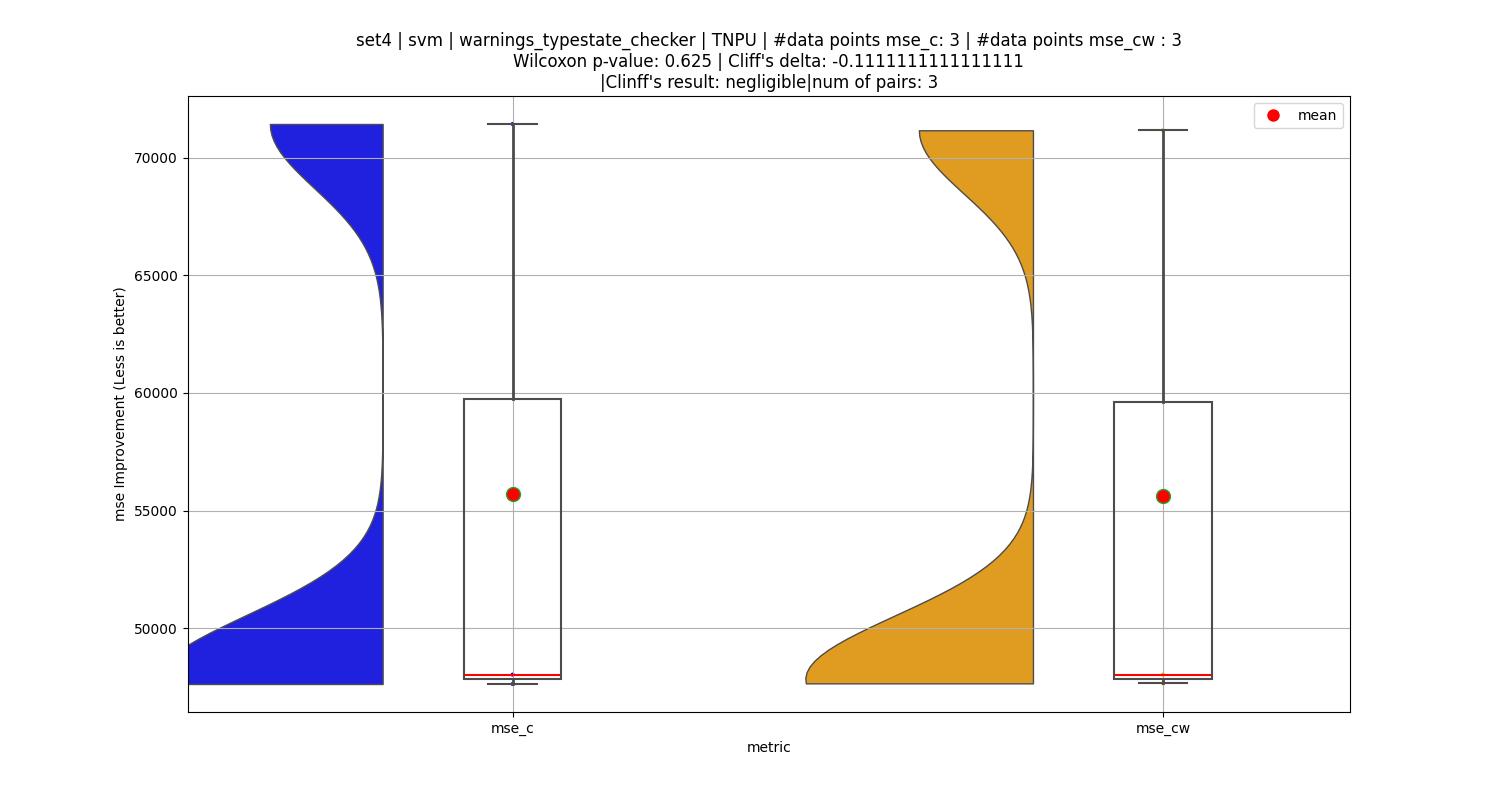 set4 | svm | warnings_typestate_checker | TNPU | #data points mse_c: 3 | #data points mse_cw : 3
Wilcoxon p-value: 0.625 | Cliff's delta: -0.1111111111111111
|Clinff's result: negligible|num of pairs: 3
mean
70000
65000
60000
55000
50000
mse Improvement (Less is better)
mse_c
mse_cw
metric